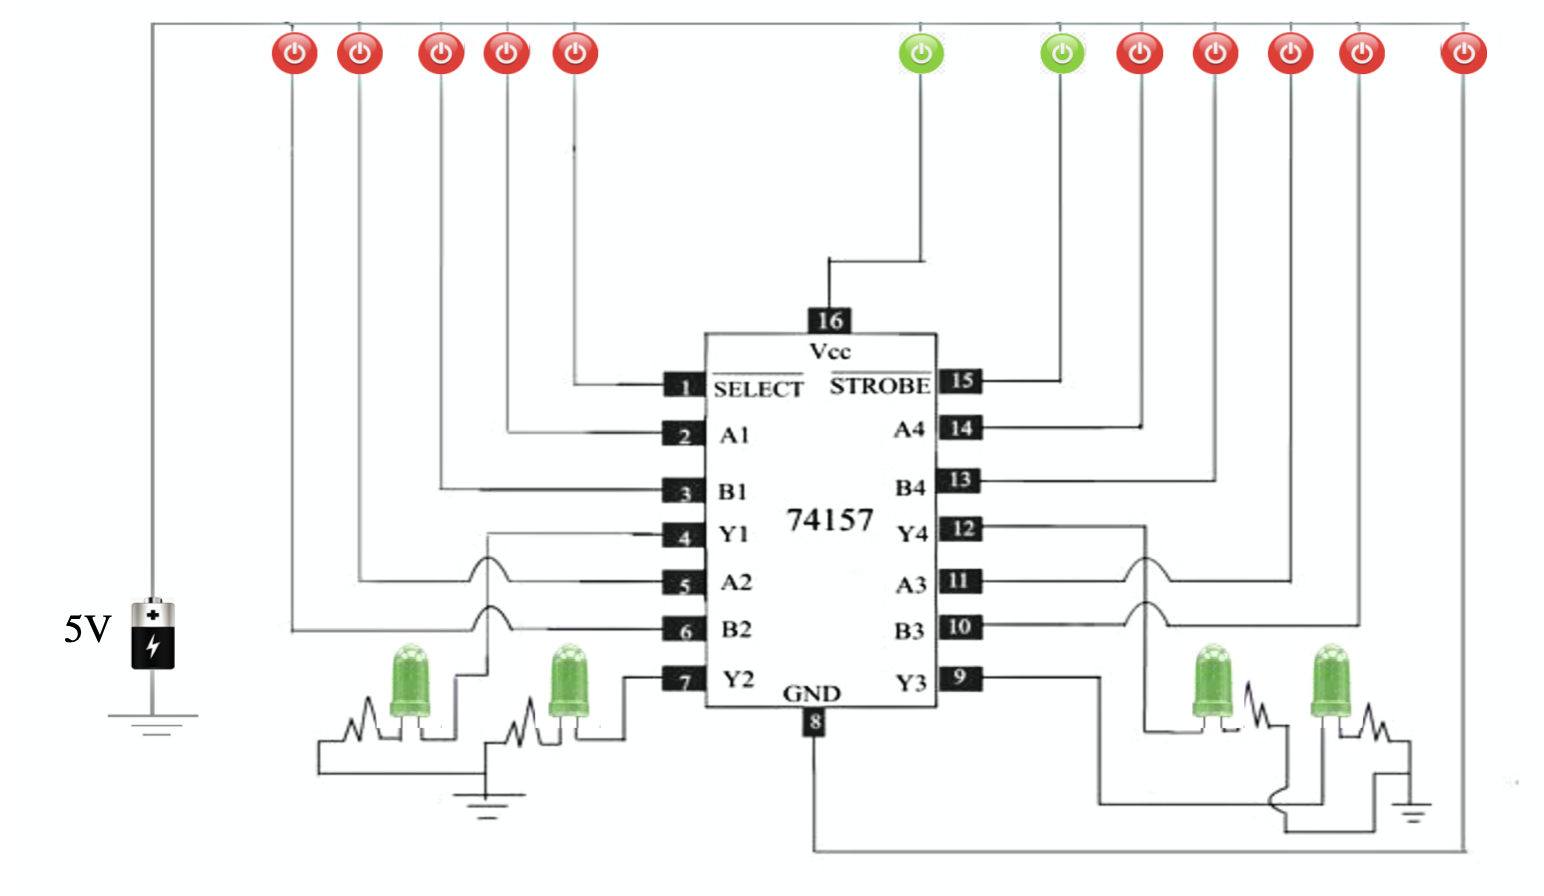 16
Vcc
1 SELECT STROBE 15
2 A1 A4 14
3 B1 B4 13
74157
4 Y1 Y4 12
5 A2 A3 11
5V
6 B2 B3 10
7 Y2 Y3 9
GND
8